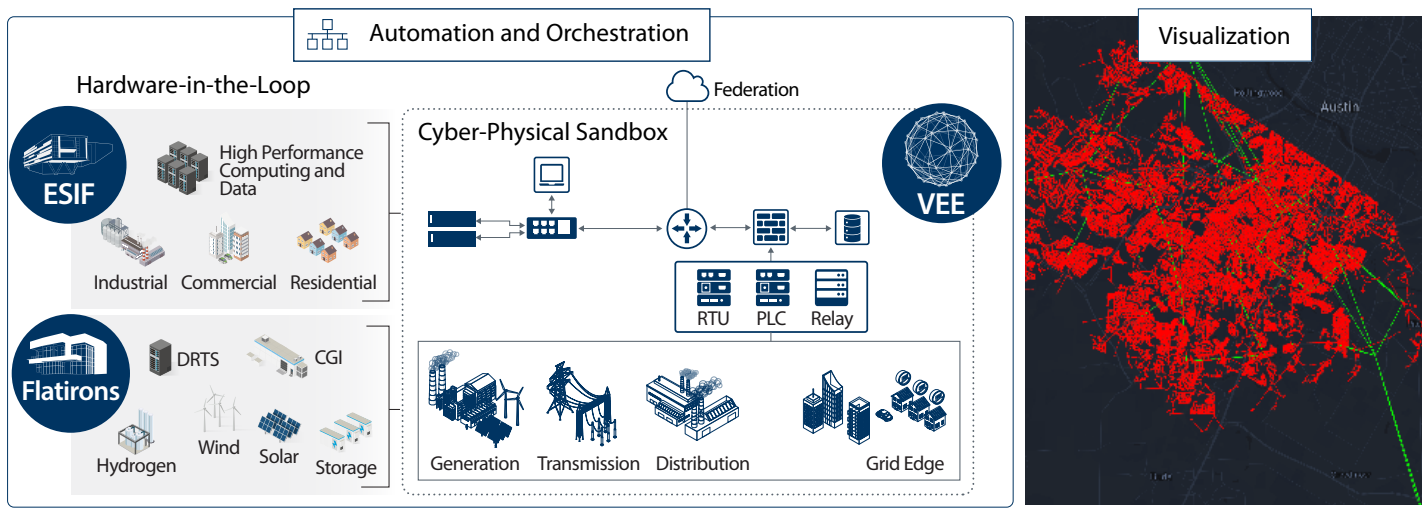 Automation and Orchestration
Visualization
Hardware-in-the-Loop
ESIF
High Performance
Computing and
Data
Industrial
Commercial
Residential
Flatirons
DRTS
CGI
Hydrogen
Wind
Solar
Storage
Federation
Cyber-Physical Sandbox
VEE
RTU
PLC
Relay
Generation
Transmission
Distribution
Grid Edge
Austin